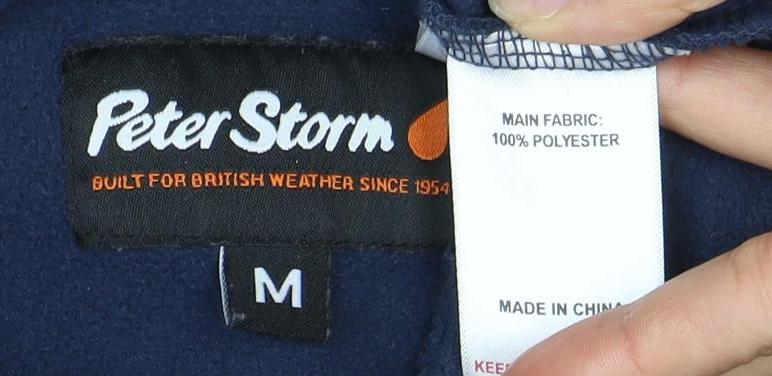 Peter Storm
BUILT FOR BRITISH WEATHER SINCE 1954
M
MAIN FABRIC:
100% POLYESTER
MADE IN CHINA